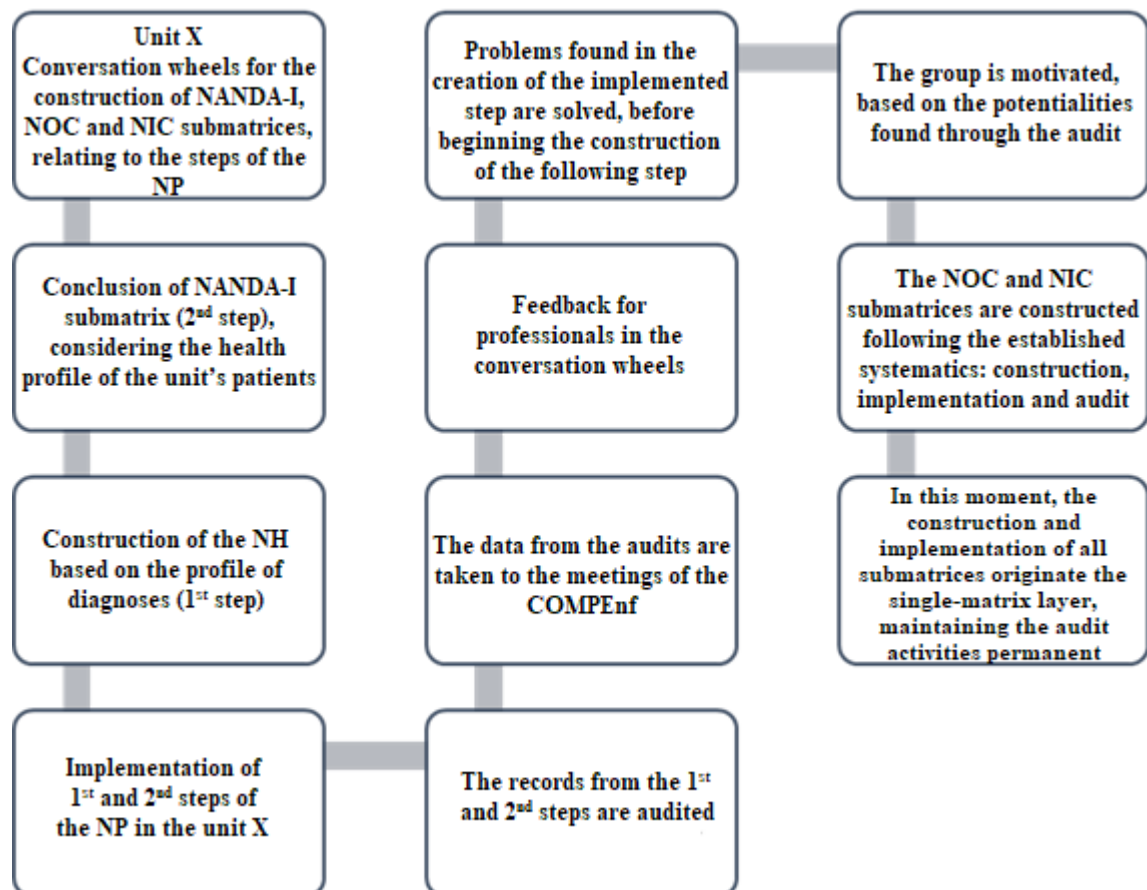 Unit X
Conversation wheels for the
construction of NANDA-I,
NOC and NIC submatrices,
relating to the steps of the
NP
Conclusion of NANDA-I
submatrix (2nd step),
considering the health
profile of the unit's patients
Construction of the NH
based on the profile of
diagnoses (1st step)
Implementation of
1st and 2nd steps of
the NP in the unit X
The records from the 1st
and 2nd steps are audited
The data from the audits are
taken to the meetings of the
COMPEnf
Feedback for
professionals in the
conversation wheels
Problems found in the
creation of the implemented
step are solved, before
beginning the construction
of the following step
The group is motivated,
based on the potentialities
found through the audit
The NOC and NIC
submatrices are constructed
following the established
systematics: construction,
implementation and audit
In this moment, the
construction and
implementation of all
submatrices originate the
single-matrix layer,
maintaining the audit
activities permanent